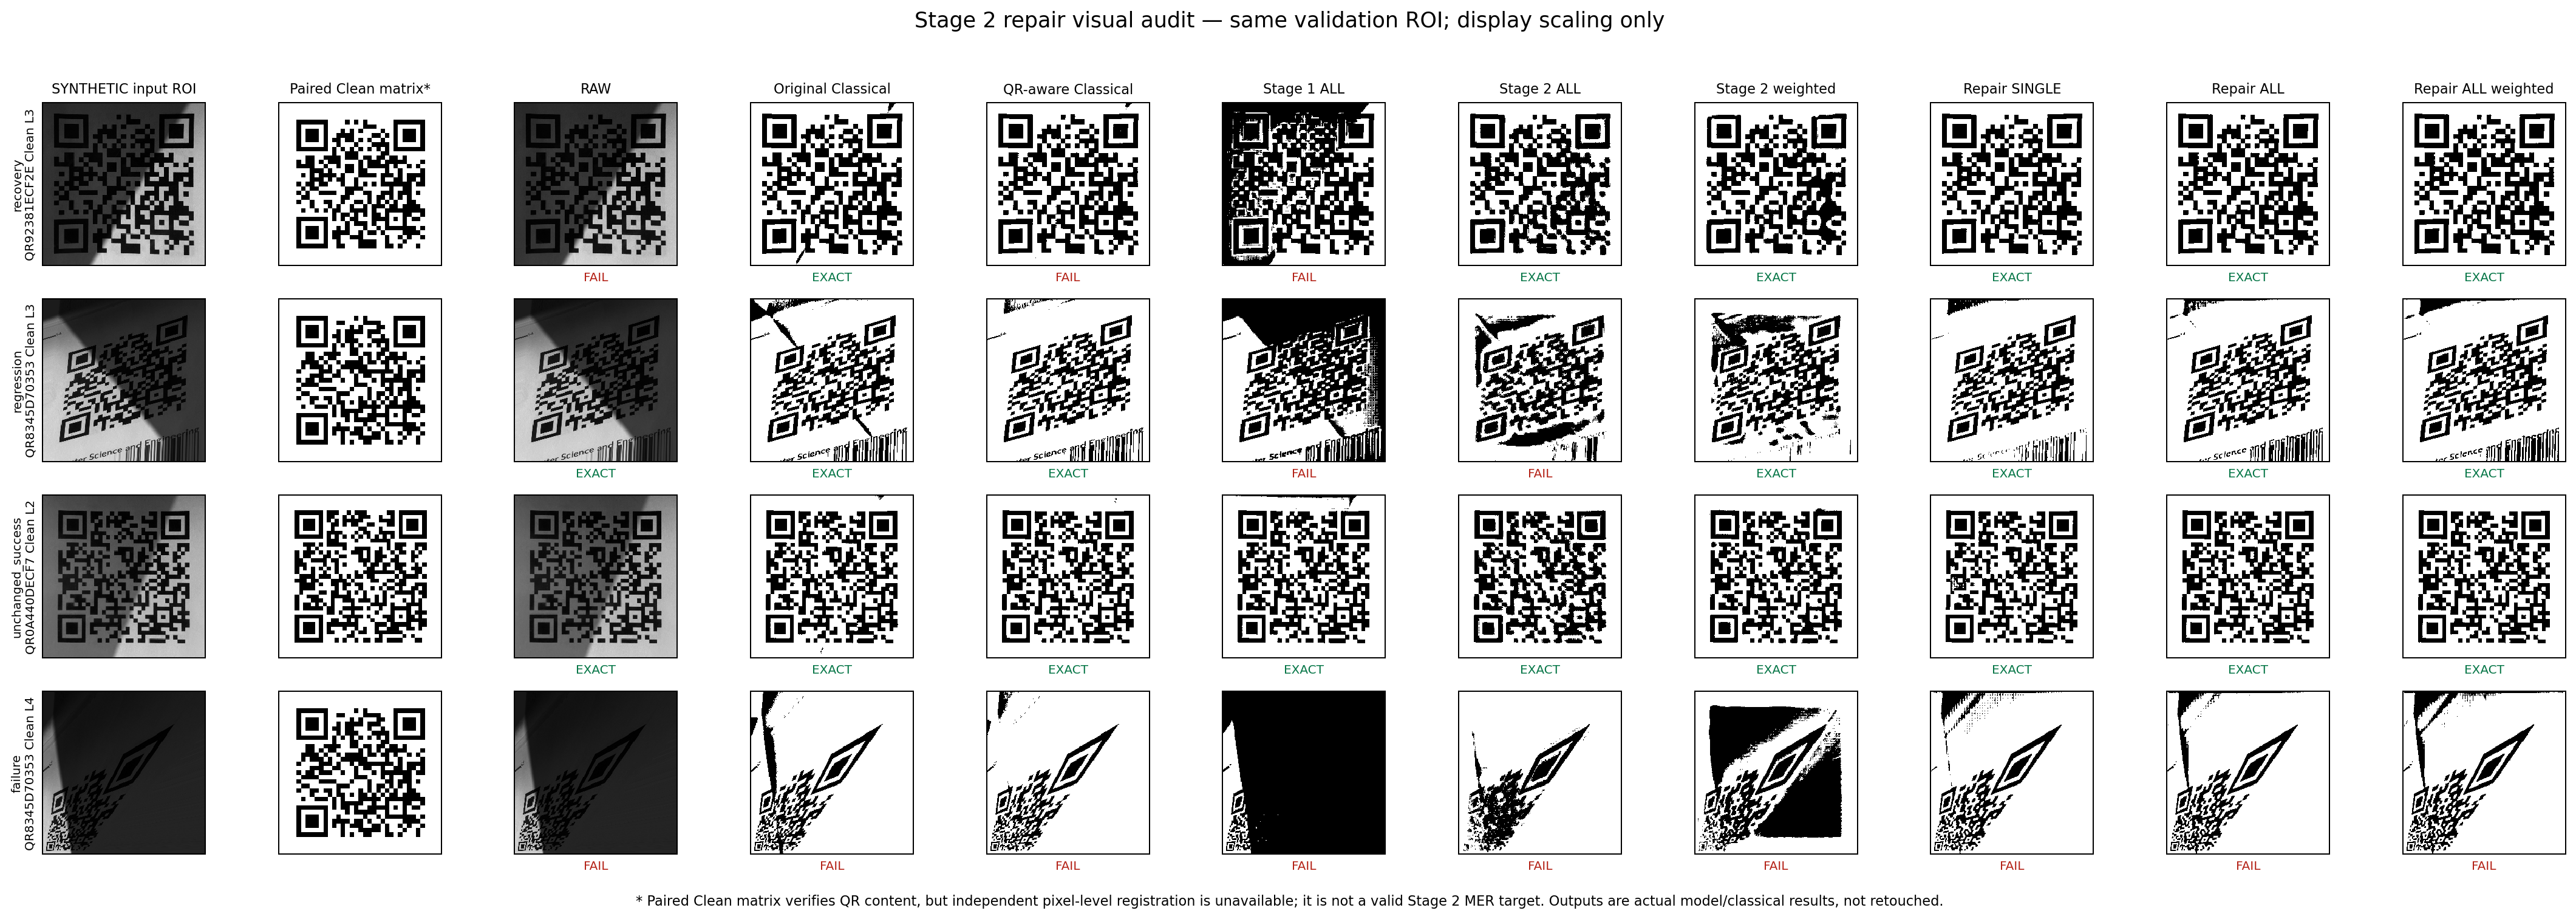 Stage 2 repair visual audit — same validation ROI; display scaling only
SYNTHETIC input ROI
Paired Clean matrix*
RAW
Original Classical
QR-aware Classical
Stage 1 ALL
Stage 2 ALL
Stage 2 weighted
Repair SINGLE
Repair ALL
Repair ALL weighted
recovery
QR92381ECF2E Clean L3
FAIL
EXACT
FAIL
FAIL
EXACT
EXACT
EXACT
EXACT
EXACT
regression
QR8345D70353 Clean L3
ter Science and Engineering
EXACT
EXACT
EXACT
FAIL
FAIL
EXACT
EXACT
EXACT
EXACT
unchanged_success
QR0A440DECF7 Clean L2
EXACT
EXACT
EXACT
EXACT
EXACT
EXACT
EXACT
EXACT
EXACT
failure
QR8345D70353 Clean L4
FAIL
FAIL
FAIL
FAIL
FAIL
FAIL
FAIL
FAIL
FAIL
* Paired Clean matrix verifies QR content, but independent pixel-level registration is unavailable; it is not a valid Stage 2 MER target. Outputs are actual model/classical results, not retouched.